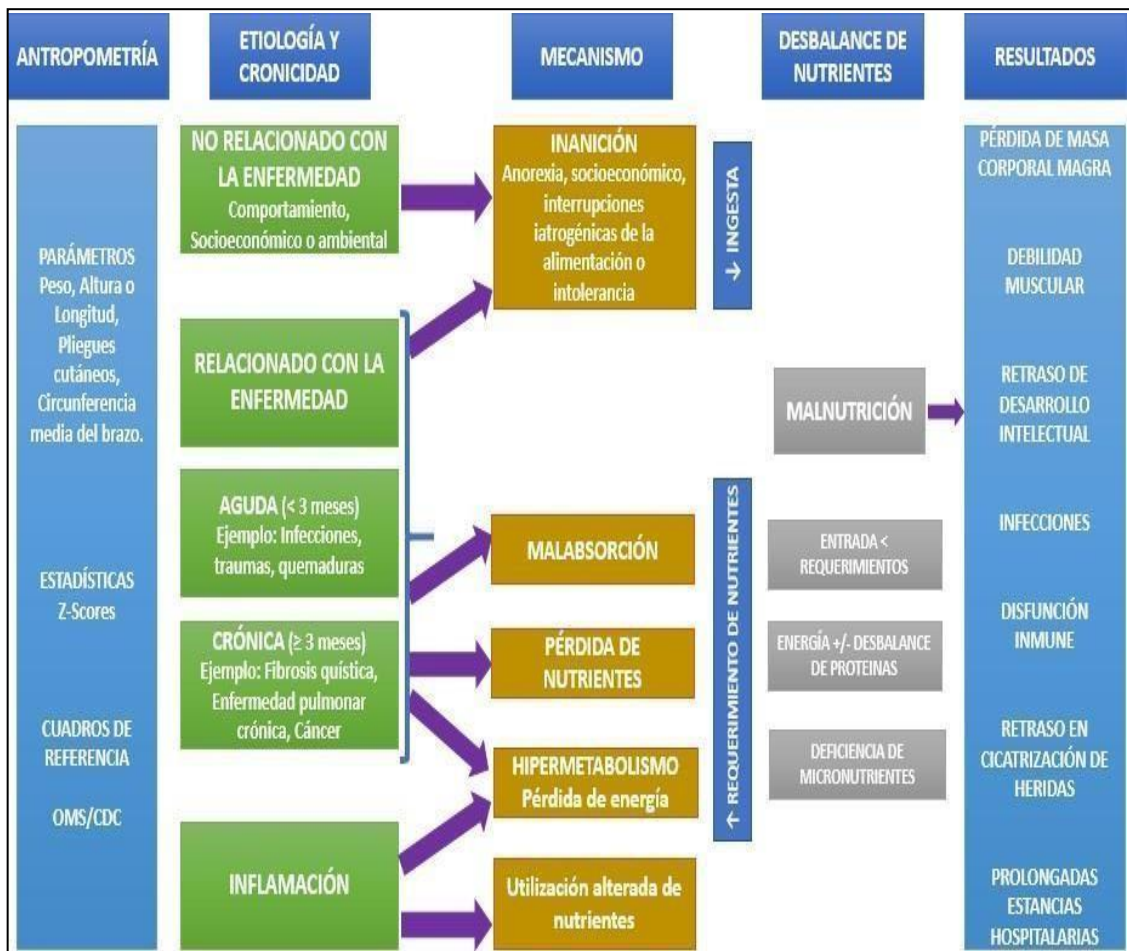 ANTROPOMETRÍA
ETIOLOGÍA Y
CRONICIDAD
MECANISMO
DESBALANCE DE
NUTRIENTES
RESULTADOS
PARÁMETROS
Peso, Altura o
Longitud,
Pliegues
cutáneos,
Circunferencia
media del brazo.
ESTADÍSTICAS
Z-Scores
CUADROS DE
REFERENCIA
OMS/CDC
NO RELACIONADO CON
LA ENFERMEDAD
Comportamiento,
Socioeconómico o ambiental
RELACIONADO CON LA
ENFERMEDAD
AGUDA (< 3 meses)
Ejemplo: Infecciones,
traumas, quemaduras
CRÓNICA (≥ 3 meses)
Ejemplo: Fibrosis quística,
Enfermedad pulmonar
crónica, Cáncer
INFLAMACIÓN
INANICIÓN
Anorexia, socioeconómico,
interrupciones
iatrogénicas de la
alimentación o
intolerancia
MALABSORCIÓN
PÉRDIDA DE
NUTRIENTES
HIPERMETABOLISMO
Pérdida de energía
Utilización alterada de
nutrientes
↓ INGESTA
↑ REQUERIMIENTO DE NUTRIENTES
MALNUTRICIÓN
ENTRADA <
REQUERIMIENTOS
ENERGÍA +/- DESBALANCE
DE PROTEINAS
DEFICIENCIA DE
MICRONUTRIENTES
PÉRDIDA DE MASA
CORPORAL MAGRA
DEBILIDAD
MUSCULAR
RETRASO DE
DESARROLLO
INTELECTUAL
INFECCIONES
DISFUNCIÓN
INMUNE
RETRASO EN
CICATRIZACIÓN DE
HERIDAS
PROLONGADAS
ESTANCIAS
HOSPITALARIAS